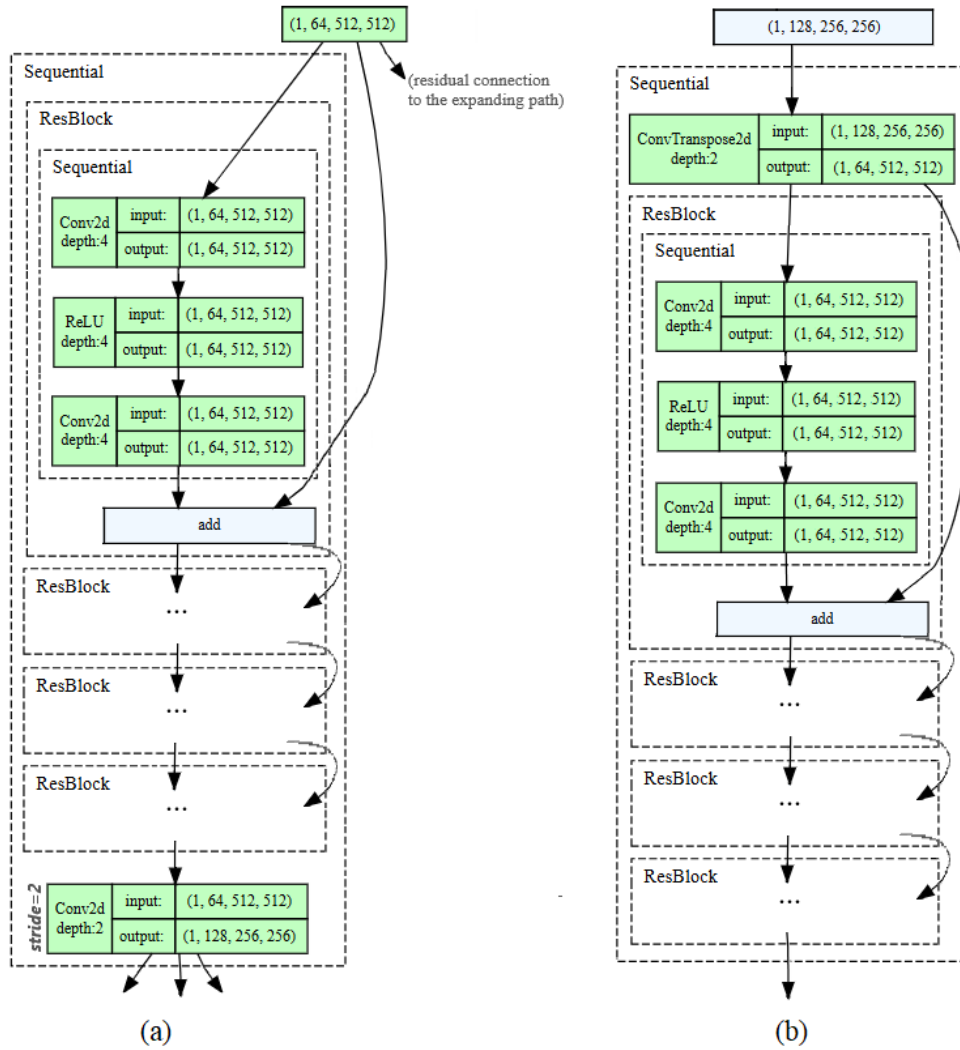 (1, 64, 512, 512)
(residual connection
to the expanding path)
Sequential
ResBlock
Sequential
Conv2d
depth:4
input:
(1, 64, 512, 512)
output:
(1, 64, 512, 512)
ReLU
depth:4
input:
(1, 64, 512, 512)
output:
(1, 64, 512, 512)
Conv2d
depth:4
input:
(1, 64, 512, 512)
output:
(1, 64, 512, 512)
add
ResBlock
...
ResBlock
...
ResBlock
...
stride=2
Conv2d
depth:2
input:
(1, 64, 512, 512)
output:
(1, 128, 256, 256)
(a)
(1, 128, 256, 256)
Sequential
ConvTranspose2d
depth:2
input:
(1, 128, 256, 256)
output:
(1, 64, 512, 512)
ResBlock
Sequential
Conv2d
depth:4
input:
(1, 64, 512, 512)
output:
(1, 64, 512, 512)
ReLU
depth:4
input:
(1, 64, 512, 512)
output:
(1, 64, 512, 512)
Conv2d
depth:4
input:
(1, 64, 512, 512)
output:
(1, 64, 512, 512)
add
ResBlock
...
ResBlock
...
ResBlock
...
(b)